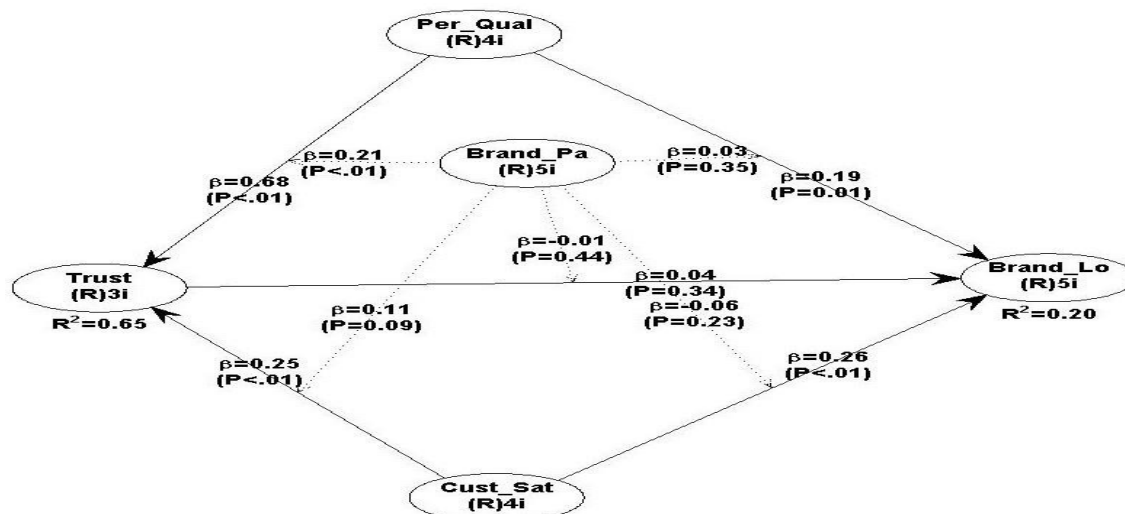 Per_Qual
(R)4i
β=0.21
(P<.01)
Brand_Pa
(R)5i
β=0.03
(P=0.35)
β=0.68
(P<.01)
β=0.19
(P=0.01)
β=-0.01
(P=0.44)
Trust
(R)3i
R²=0.65
β=0.04
(P=0.34)
Brand_Lo
(R)5i
R²=0.20
β=0.11
(P=0.09)
β=-0.06
(P=0.23)
β=0.25
(P<.01)
β=0.26
(P<.01)
Cust_Sat
(R)4i